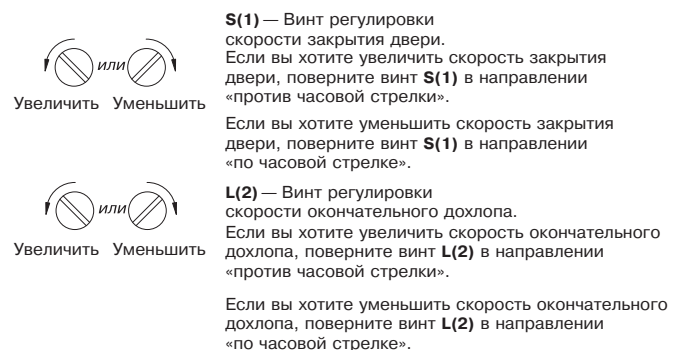 S(1) — Винт регулировки
скорости закрытия двери.
Если вы хотите увеличить скорость закрытия
двери, поверните винт S(1) в направлении
«против часовой стрелки».
или
Увеличить Уменьшить
Если вы хотите уменьшить скорость закрытия
двери, поверните винт S(1) в направлении
«по часовой стрелке».
L(2) — Винт регулировки
скорости окончательного дохлопа.
Если вы хотите увеличить скорость окончательного
дохлопа, поверните винт L(2) в направлении
«против часовой стрелки».
или
Увеличить Уменьшить
Если вы хотите уменьшить скорость окончательного
дохлопа, поверните винт L(2) в направлении
«по часовой стрелке».